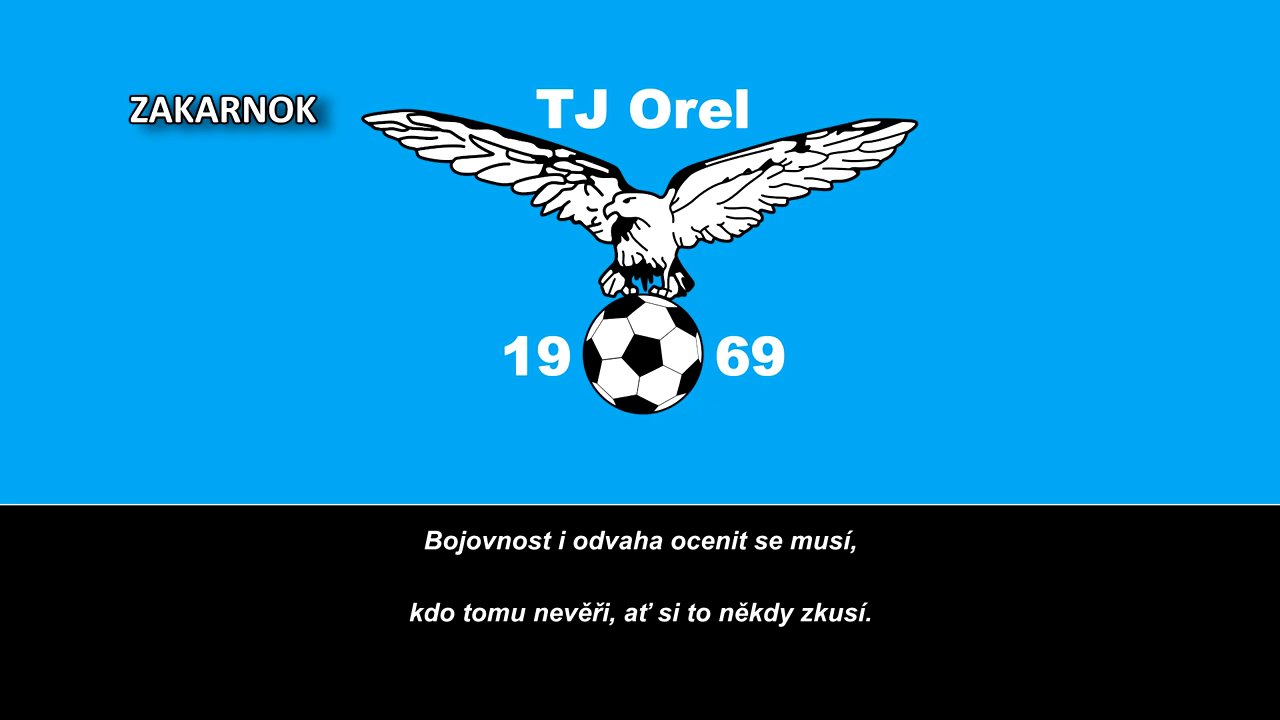 ZAKARNOK
TJ Orel
19 69
Bojovnost i odvaha ocenit se musí,
kdo tomu nevěři, ať si to někdy zkusí.